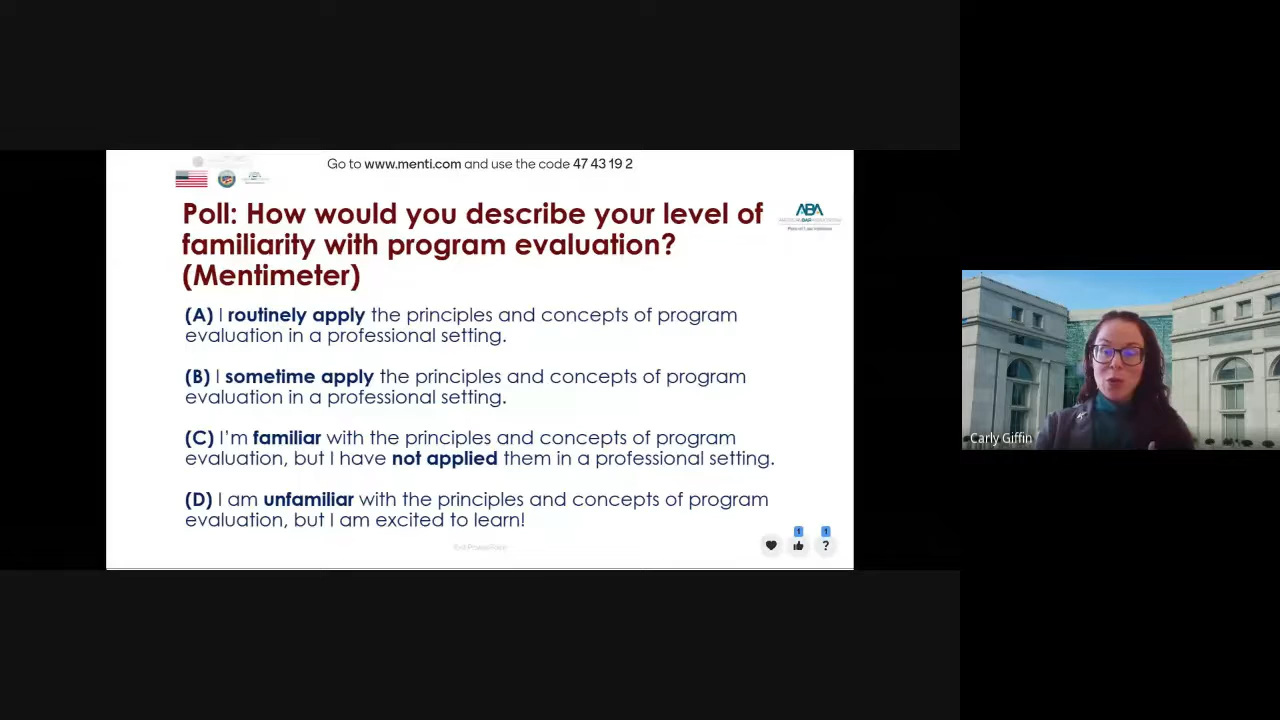 Go to www.menti.com and use the code 47 43 19 2
Poll: How would you describe your level of
familiarity with program evaluation?
(Mentimeter)
ABA
(A) I routinely apply the principles and concepts of program
evaluation in a professional setting.
(B) I sometime apply the principles and concepts of program
evaluation in a professional setting.
(C) I'm familiar with the principles and concepts of program
evaluation, but I have not applied them in a professional setting.
(D) I am unfamiliar with the principles and concepts of program
evaluation, but I am excited to learn!
1
1
?
Carly Giffin